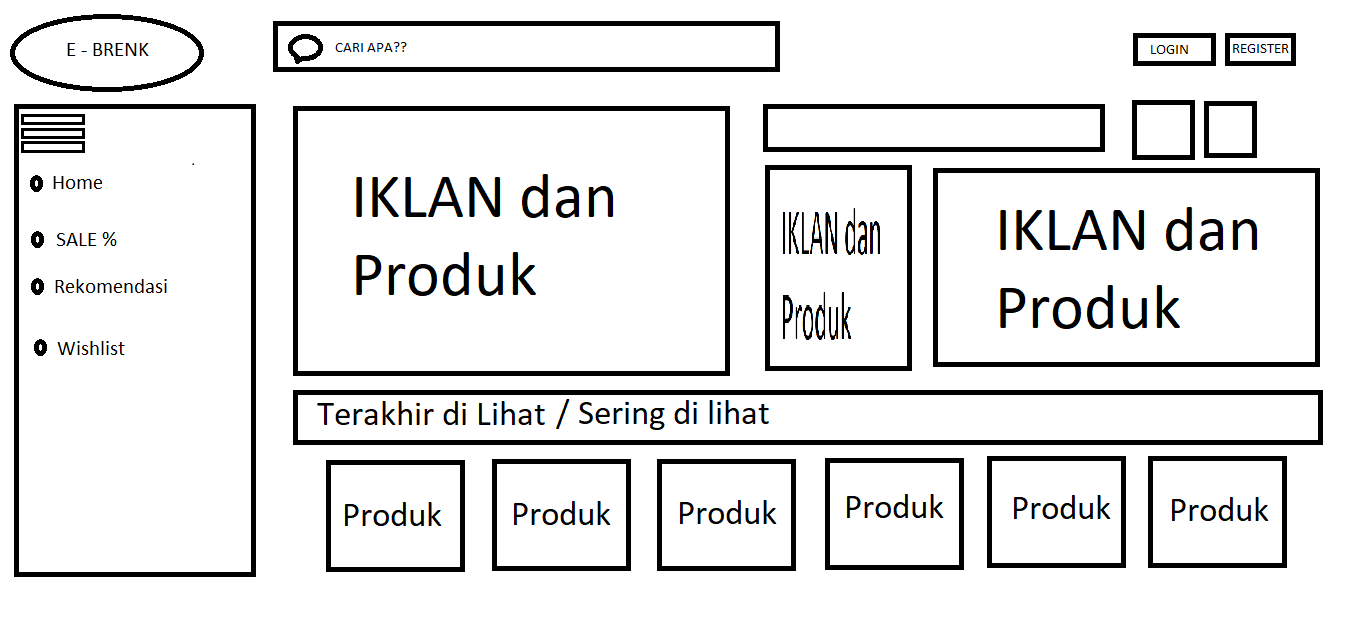 E - BRENK
CARI APA??
LOGIN
REGISTER
Home
SALE %
Rekomendasi
Wishlist
IKLAN dan
Produk
IKLAN dan
Produk
IKLAN dan
Produk
Terakhir di Lihat / Sering di lihat
Produk
Produk
Produk
Produk
Produk
Produk